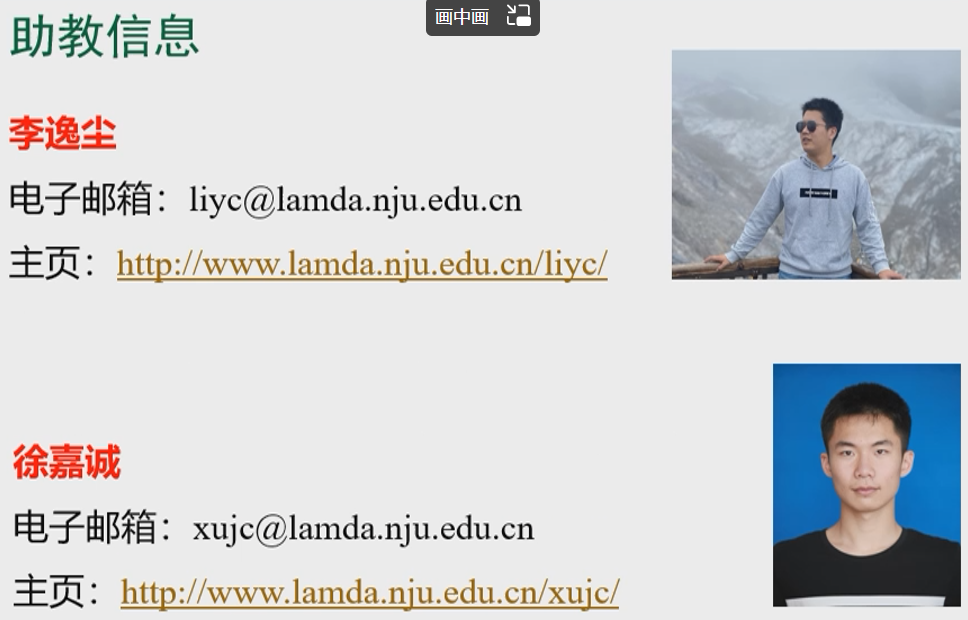 画中画
助教信息
李逸尘
电子邮箱：liyc@lamda.nju.edu.cn
主页：http://www.lamda.nju.edu.cn/liyc/
徐嘉诚
电子邮箱：xujc@lamda.nju.edu.cn
主页：http://www.lamda.nju.edu.cn/xujc/